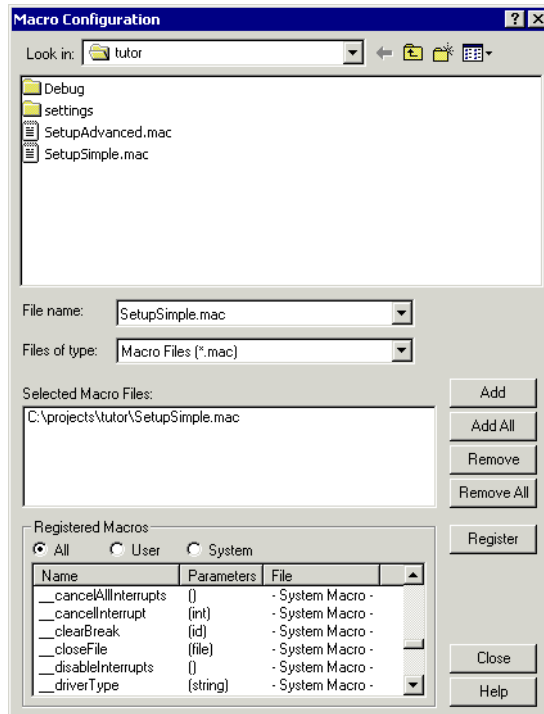 Macro Configuration
Look in: tutor
Debug
settings
SetupAdvanced.mac
SetupSimple.mac
File name: SetupSimple.mac
Files of type: Macro Files (*.mac)
Selected Macro Files:
C:\projects\tutor\SetupSimple.mac
Add
Add All
Remove
Remove All
Registered Macros
All User System
Register
Name Parameters File
__cancelAllInterrupts () - System Macro -
__cancelInterrupt (int) - System Macro -
__clearBreak (id) - System Macro -
__closeFile (file) - System Macro -
__disableInterrupts () - System Macro -
__driverType (string) - System Macro -
Close
Help